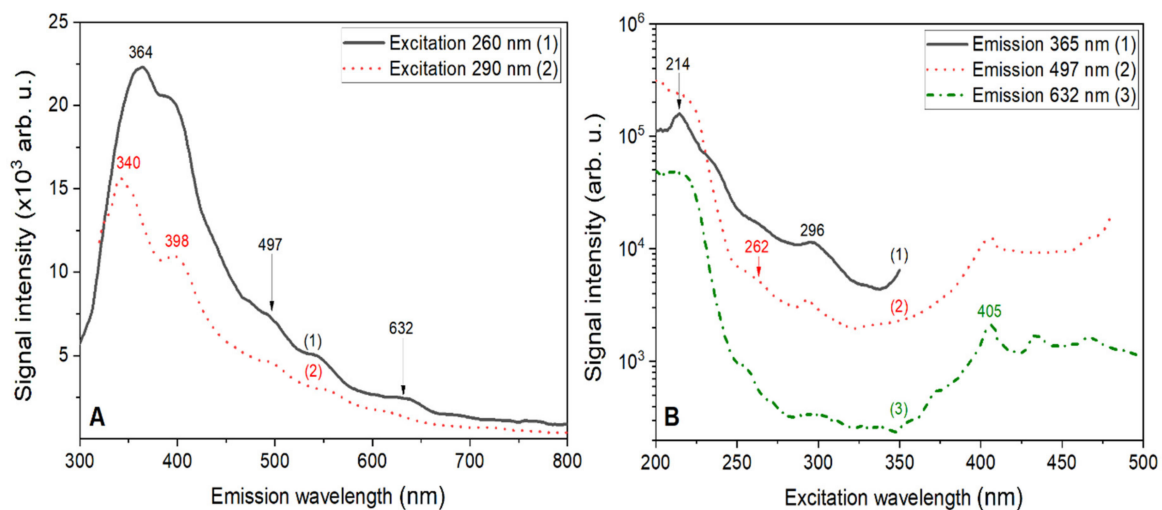 25
20
15
10
5
Signal intensity (x10³ arb. u.)
300 400 500 600 700 800
Emission wavelength (nm)
Excitation 260 nm (1)
Excitation 290 nm (2)
364
340
398
497
632
(1)
(2)
A
10⁶
10⁵
10⁴
10³
Signal intensity (arb. u.)
200 250 300 350 400 450 500
Excitation wavelength (nm)
Emission 365 nm (1)
Emission 497 nm (2)
Emission 632 nm (3)
214
262
296
405
(1)
(2)
(3)
B